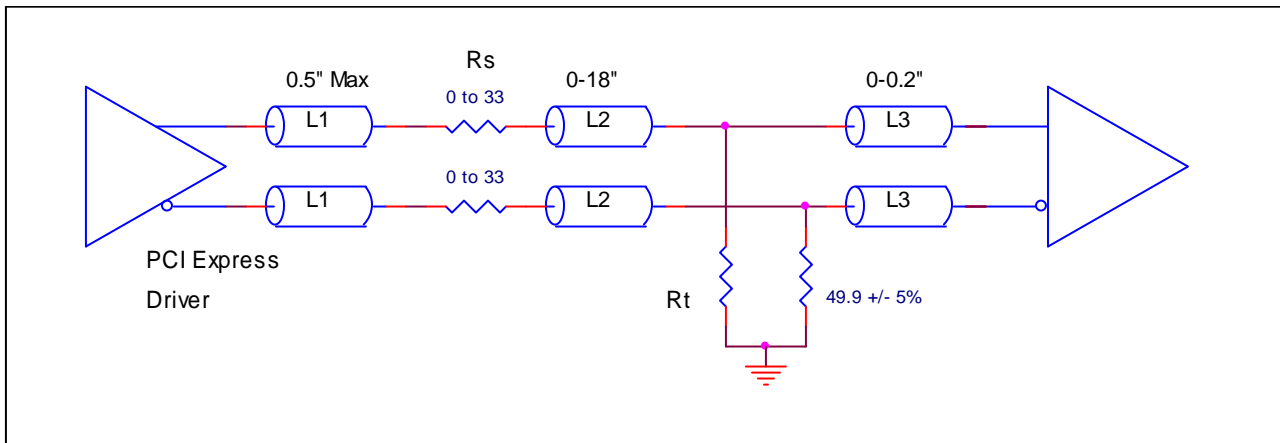 Rs
0.5" Max
0 to 33
0-18"
0-0.2"
L1
L2
L3
0 to 33
L1
L2
L3
PCI Express
Driver
Rt
49.9 +/- 5%